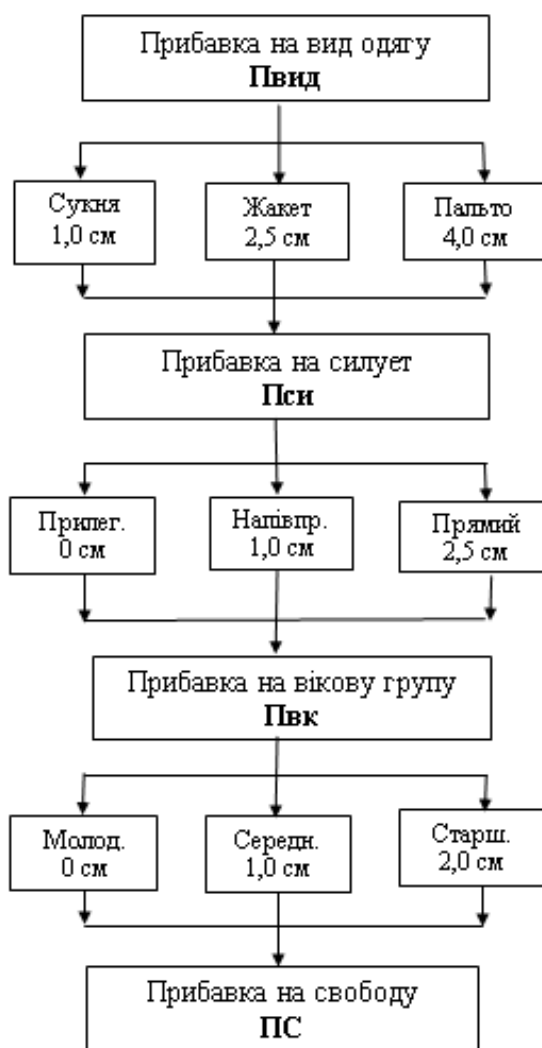 Прибавка на вид одягу
Пвид
Сукня
1,0 см
Жакет
2,5 см
Пальто
4,0 см
Прибавка на силует
Пси
Прилег.
0 см
Напівпр.
1,0 см
Прямий
2,5 см
Прибавка на вікову групу
Пвк
Молод.
0 см
Середн.
1,0 см
Старш.
2,0 см
Прибавка на свободу
ПС